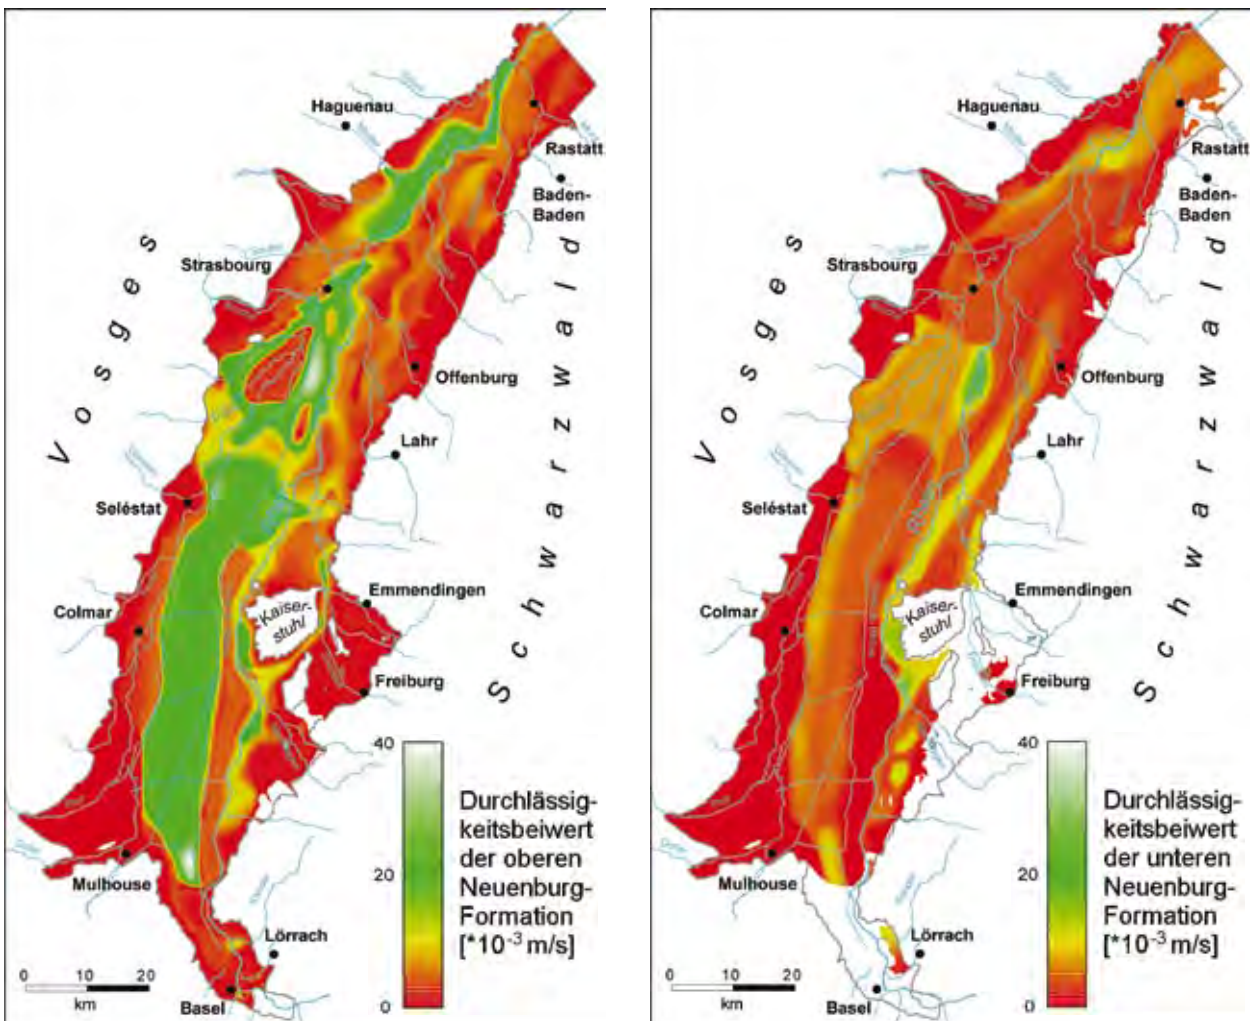 Haguenau
Rastatt
Baden-
Baden
Strasbourg
Vosges
Schwarzwald
Offenburg
Lahr
Seléstat
Emmendingen
Kaiser-
stuhl
Colmar
Freiburg
40
20
0
Durchlässig-
keitsbeiwert
der oberen
Neuenburg-
Formation
[*10⁻³ m/s]
Mulhouse
Lörrach
0 10 20
km
Basel
Haguenau
Rastatt
Baden-
Baden
Strasbourg
Vosges
Schwarzwald
Offenburg
Lahr
Seléstat
Rhein
Emmendingen
Kaiser-
stuhl
Colmar
Freiburg
40
20
0
Durchlässig-
keitsbeiwert
der unteren
Neuenburg-
Formation
[*10⁻³ m/s]
Mulhouse
Lörrach
0 10 20
km
Basel